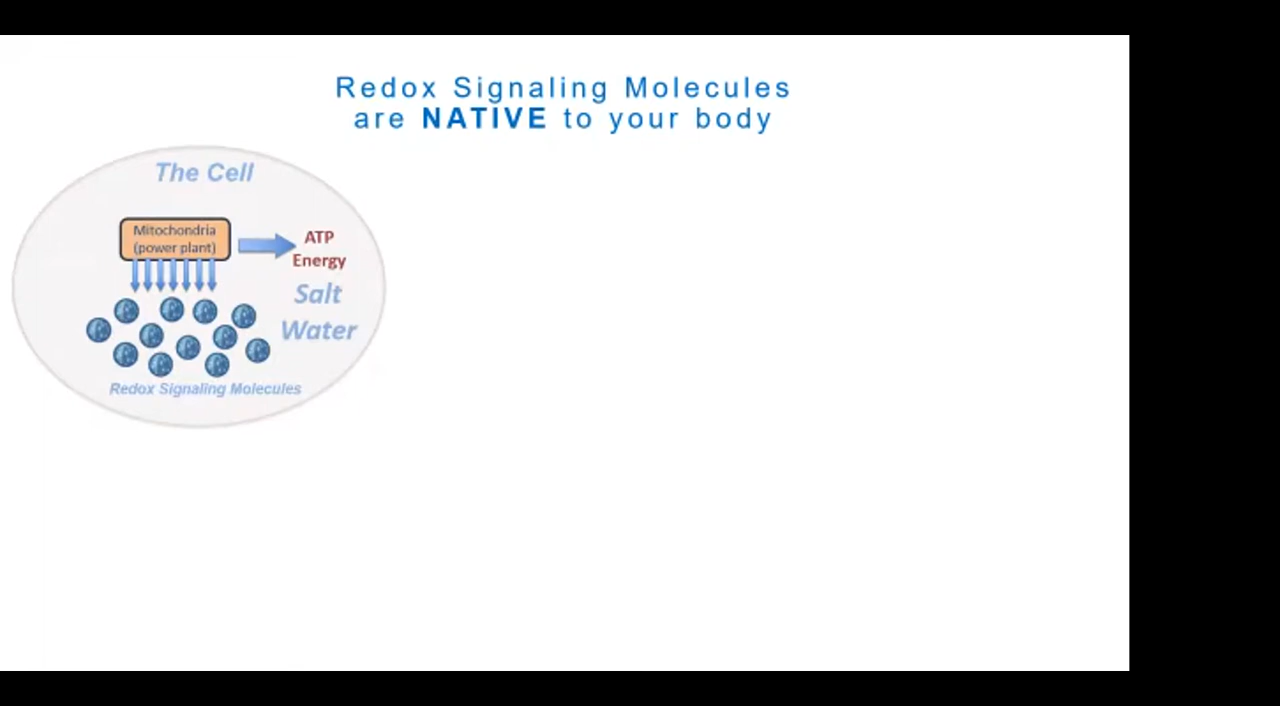 Redox Signaling Molecules
are NATIVE to your body
The Cell
Mitochondria
(power plant)
ATP
Energy
Salt
Water
Redox Signaling Molecules